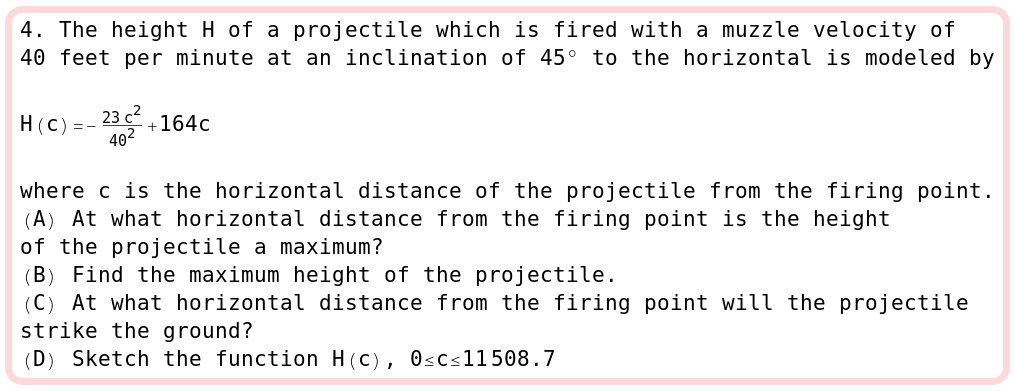 4. The height H of a projectile which is fired with a muzzle velocity of
40 feet per minute at an inclination of 45° to the horizontal is modeled by
H(c)=-\frac{23 c^2}{40^2}+164c
where c is the horizontal distance of the projectile from the firing point.
(A) At what horizontal distance from the firing point is the height
of the projectile a maximum?
(B) Find the maximum height of the projectile.
(C) At what horizontal distance from the firing point will the projectile
strike the ground?
(D) Sketch the function H(c), 0≤c≤11508.7